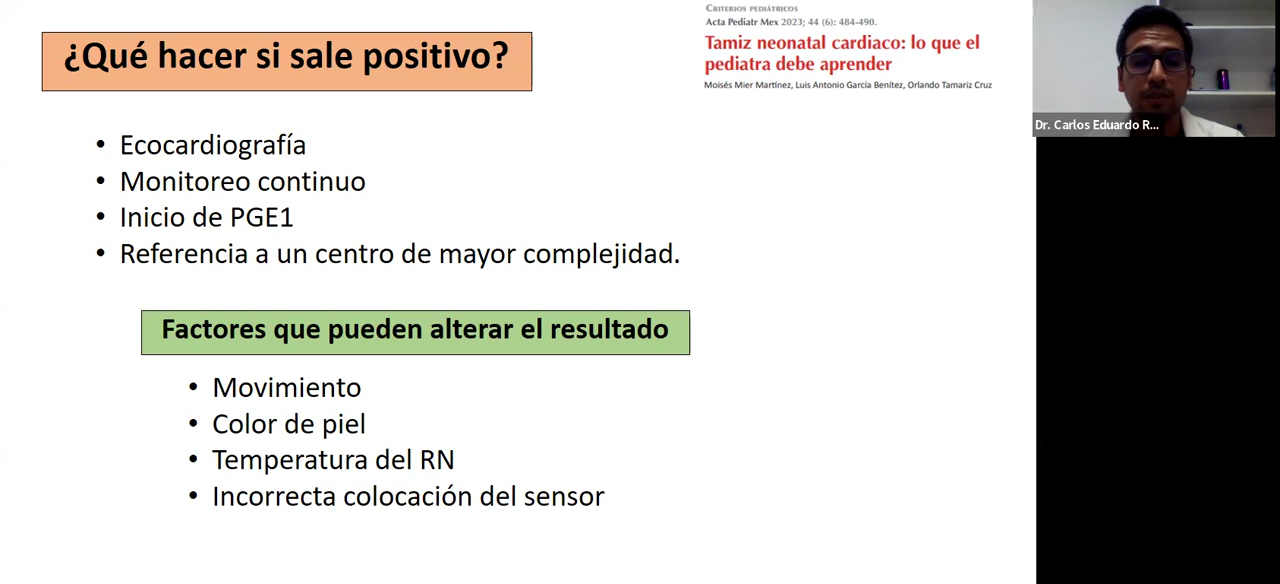 ¿Qué hacer si sale positivo?
Criterios pediátricos
Acta Pediatr Mex 2023; 44 (6): 484-490.
Tamiz neonatal cardiaco: lo que el
pediatra debe aprender
Moisés Mier Martínez, Luis Antonio García Benítez, Orlando Tamariz Cruz
Dr. Carlos Eduardo R...
• Ecocardiografía
• Monitoreo continuo
• Inicio de PGE1
• Referencia a un centro de mayor complejidad.
Factores que pueden alterar el resultado
• Movimiento
• Color de piel
• Temperatura del RN
• Incorrecta colocación del sensor